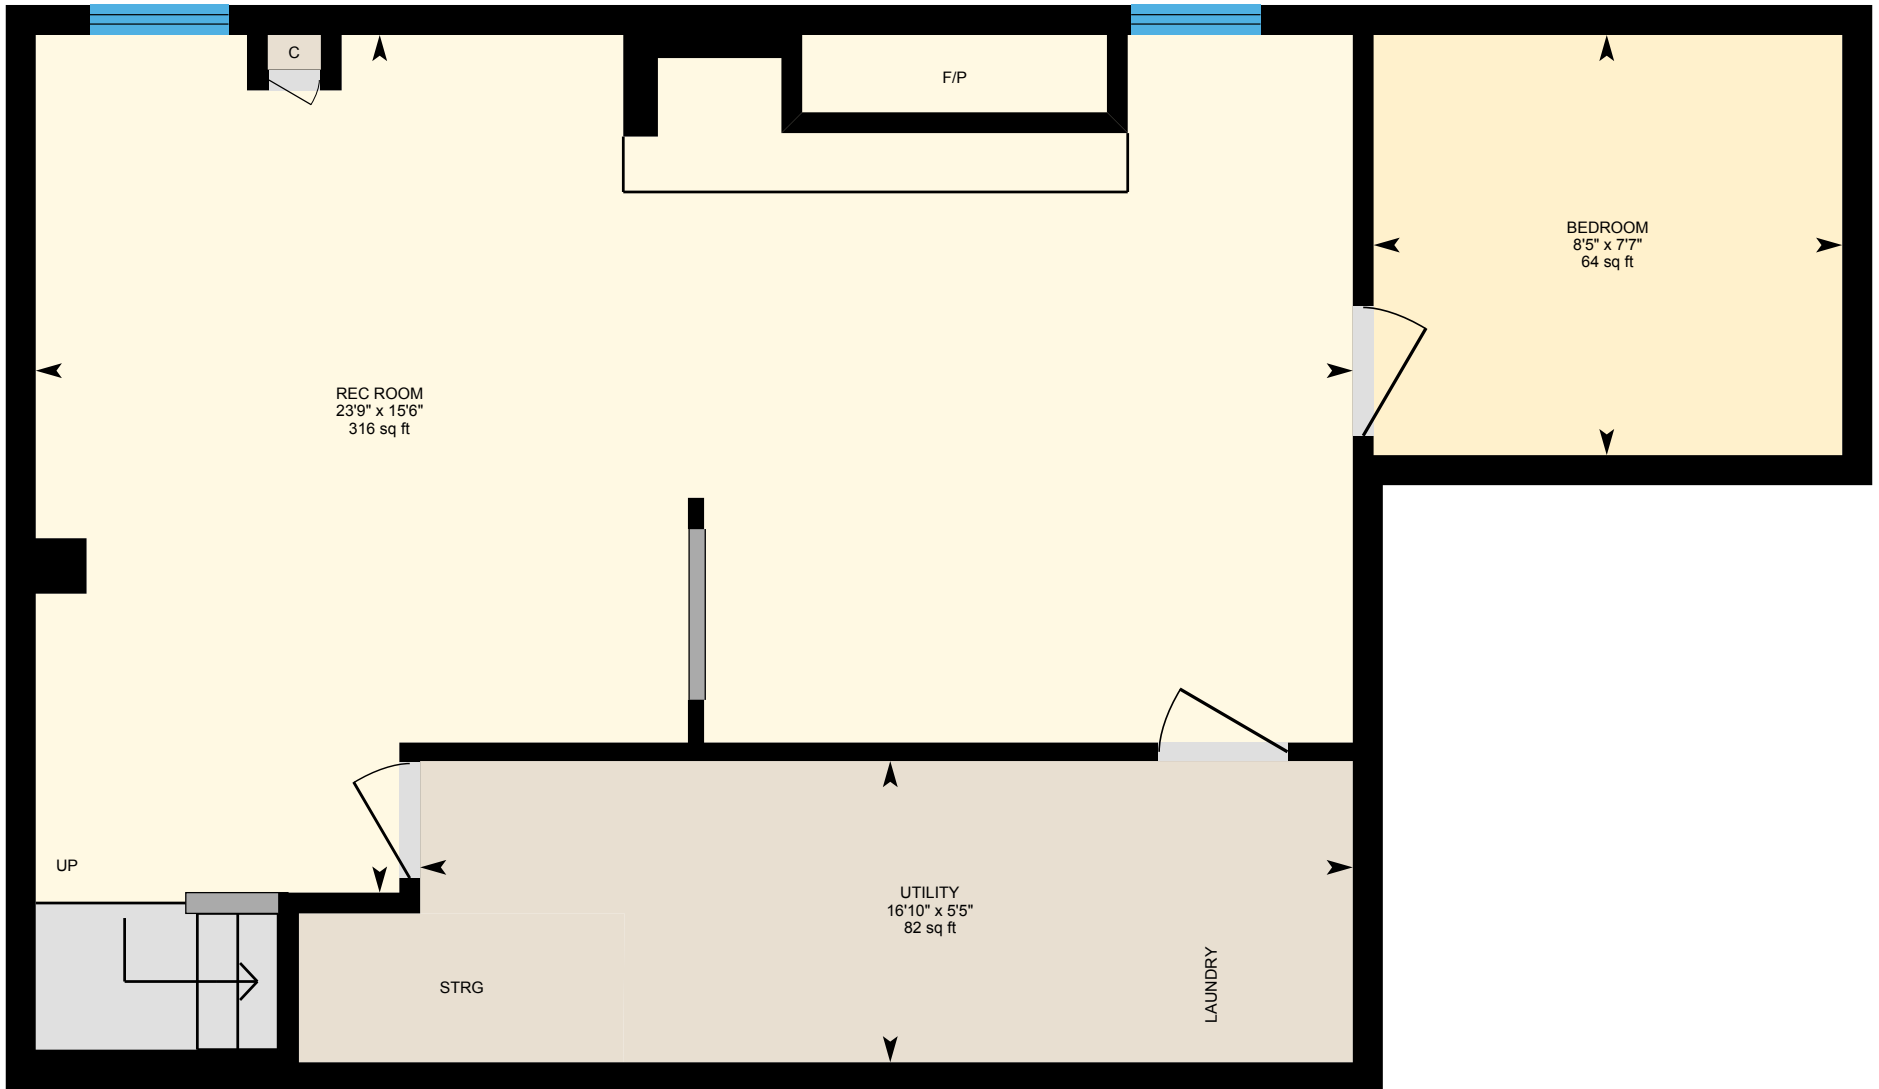 C
F/P
BEDROOM
8'5" x 7'7"
64 sq ft
REC ROOM
23'9" x 15'6"
316 sq ft
UP
UTILITY
16'10" x 5'5"
82 sq ft
STRG
LAUNDRY